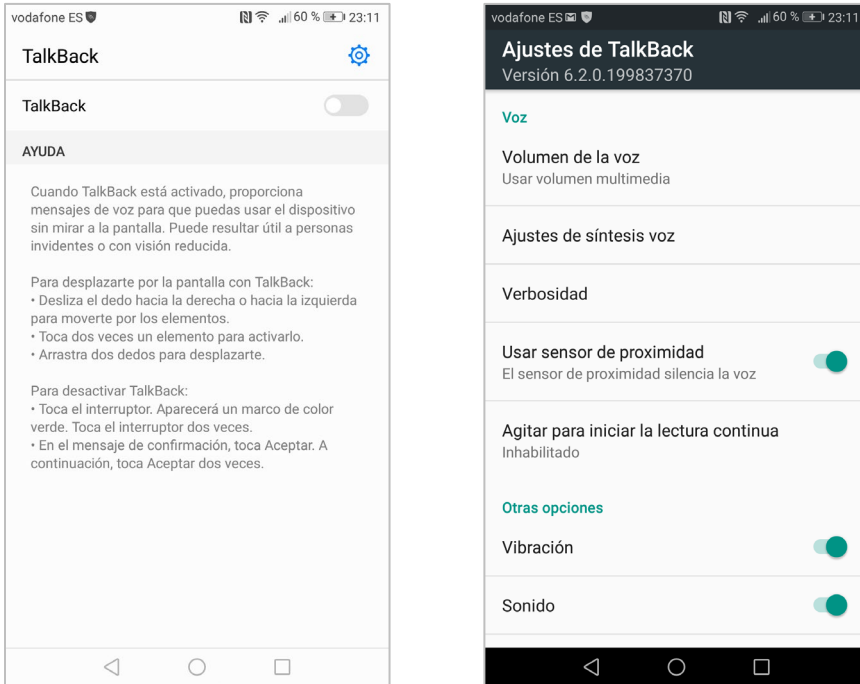 vodafone ES 60 % 23:11
TalkBack
TalkBack
AYUDA
Cuando TalkBack está activado, proporciona
mensajes de voz para que puedas usar el dispositivo
sin mirar a la pantalla. Puede resultar útil a personas
invidentes o con visión reducida.
Para desplazarte por la pantalla con TalkBack:
• Desliza el dedo hacia la derecha o hacia la izquierda
para moverte por los elementos.
• Toca dos veces un elemento para activarlo.
• Arrastra dos dedos para desplazarte.
Para desactivar TalkBack:
• Toca el interruptor. Aparecerá un marco de color
verde. Toca el interruptor dos veces.
• En el mensaje de confirmación, toca Aceptar. A
continuación, toca Aceptar dos veces.
vodafone ES 60 % 23:11
Ajustes de TalkBack
Versión 6.2.0.199837370
Voz
Volumen de la voz
Usar volumen multimedia
Ajustes de síntesis voz
Verbosidad
Usar sensor de proximidad
El sensor de proximidad silencia la voz
Agitar para iniciar la lectura continua
Inhabilitado
Otras opciones
Vibración
Sonido